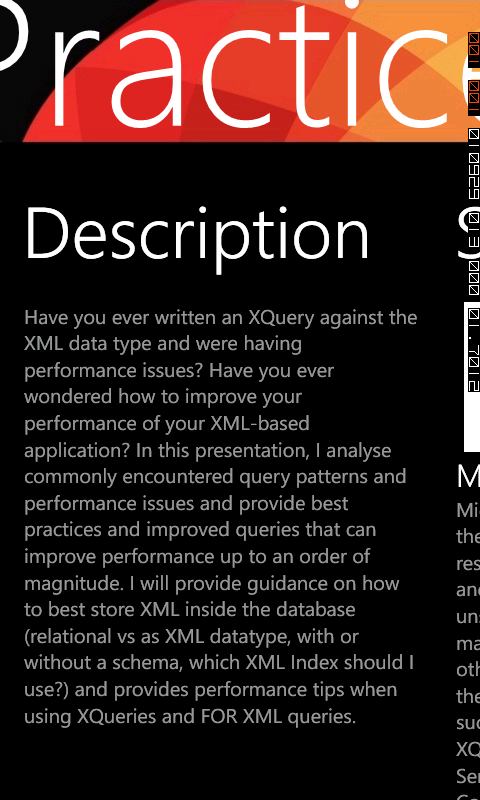 Practice
Description
Have you ever written an XQuery against the
XML data type and were having
performance issues? Have you ever
wondered how to improve your
performance of your XML-based
application? In this presentation, I analyse
commonly encountered query patterns and
performance issues and provide best
practices and improved queries that can
improve performance up to an order of
magnitude. I will provide guidance on how
to best store XML inside the database
(relational vs as XML datatype, with or
without a schema, which XML Index should I
use?) and provides performance tips when
using XQueries and FOR XML queries.
S
M
Mi
the
res
and
uns
ma
oth
the
suc
XQ
Ser